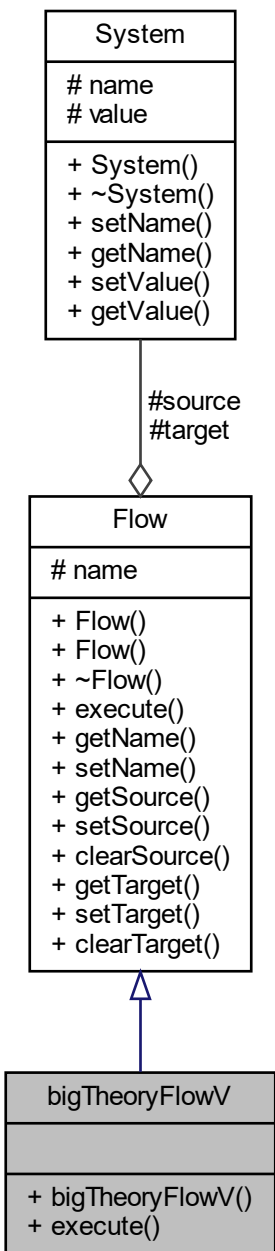 System
# name
# value
+ System()
+ ~System()
+ setName()
+ getName()
+ setValue()
+ getValue()
#source
#target
Flow
# name
+ Flow()
+ Flow()
+ ~Flow()
+ execute()
+ getName()
+ setName()
+ getSource()
+ setSource()
+ clearSource()
+ getTarget()
+ setTarget()
+ clearTarget()
bigTheoryFlowV
+ bigTheoryFlowV()
+ execute()